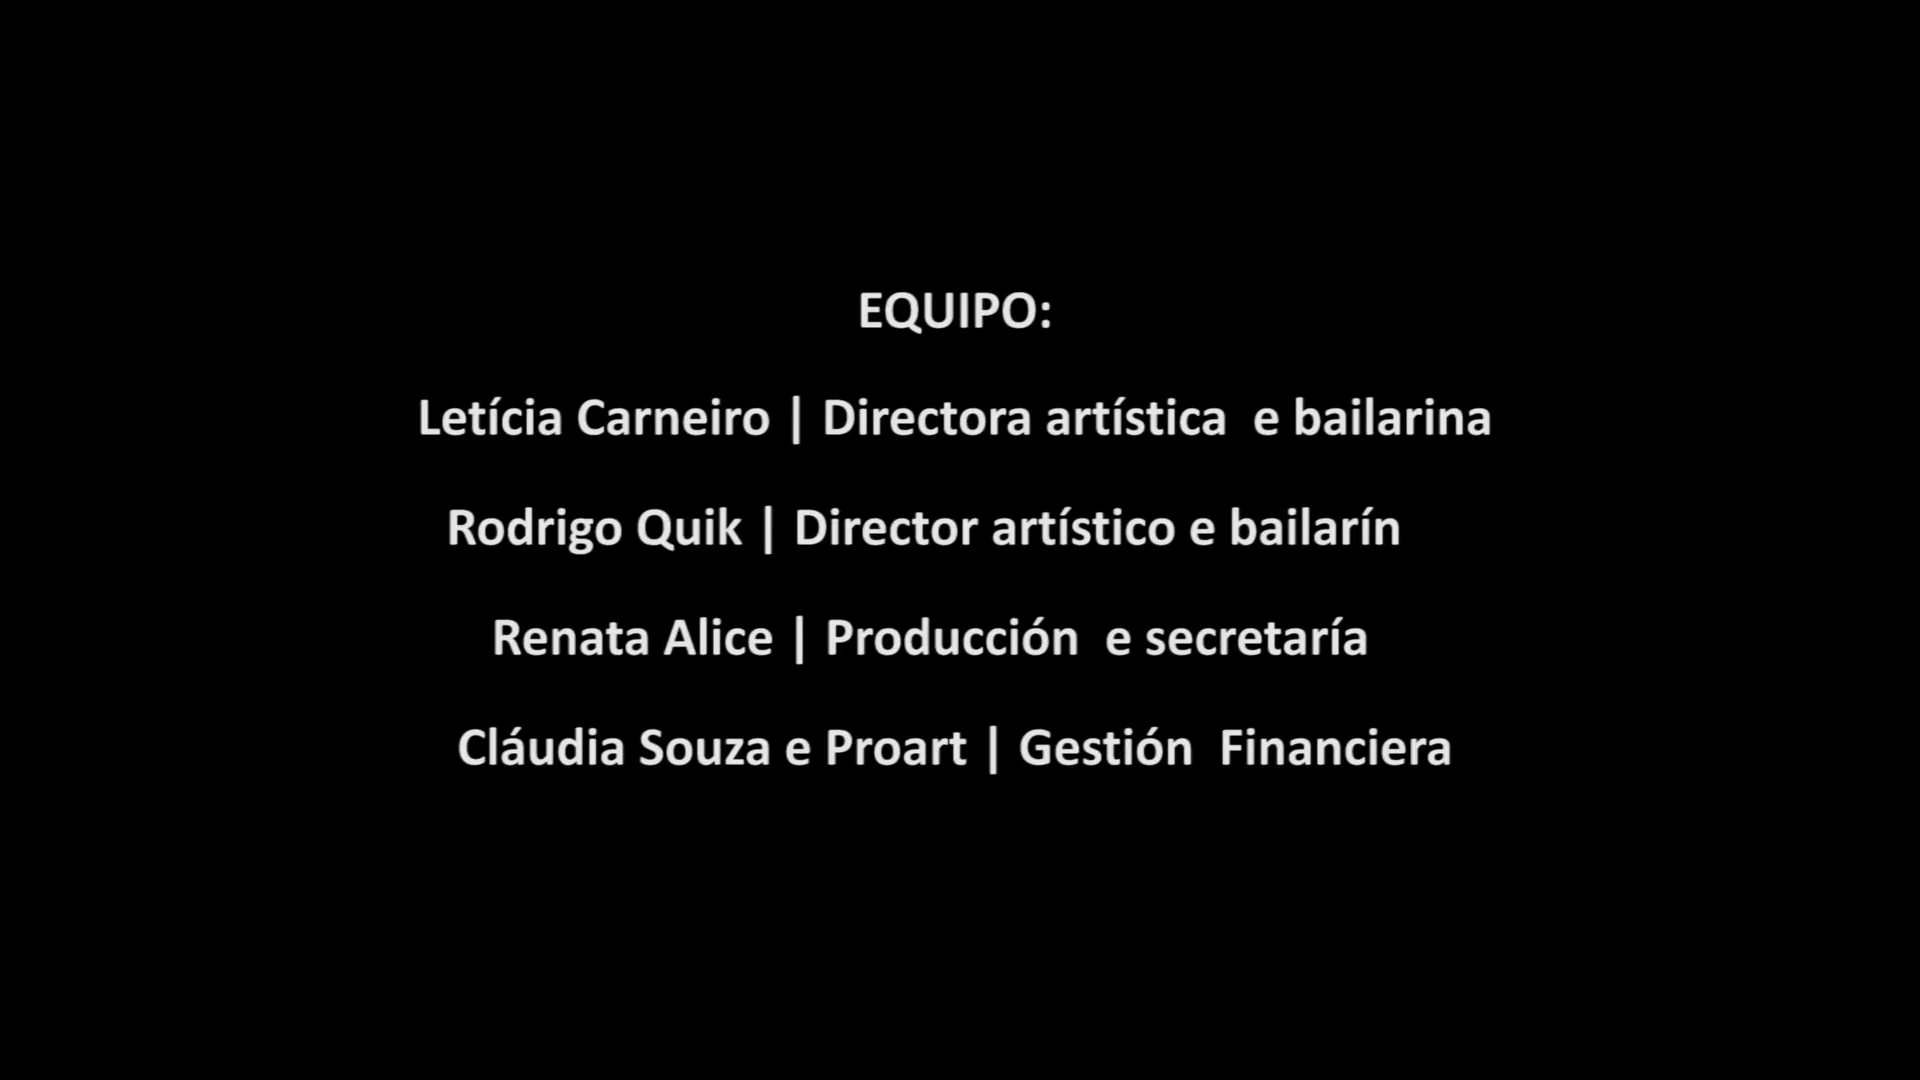 EQUIPO:
Letícia Carneiro | Directora artística e bailarina
Rodrigo Quik | Director artístico e bailarín
Renata Alice | Producción e secretaría
Cláudia Souza e Proart | Gestión Financiera